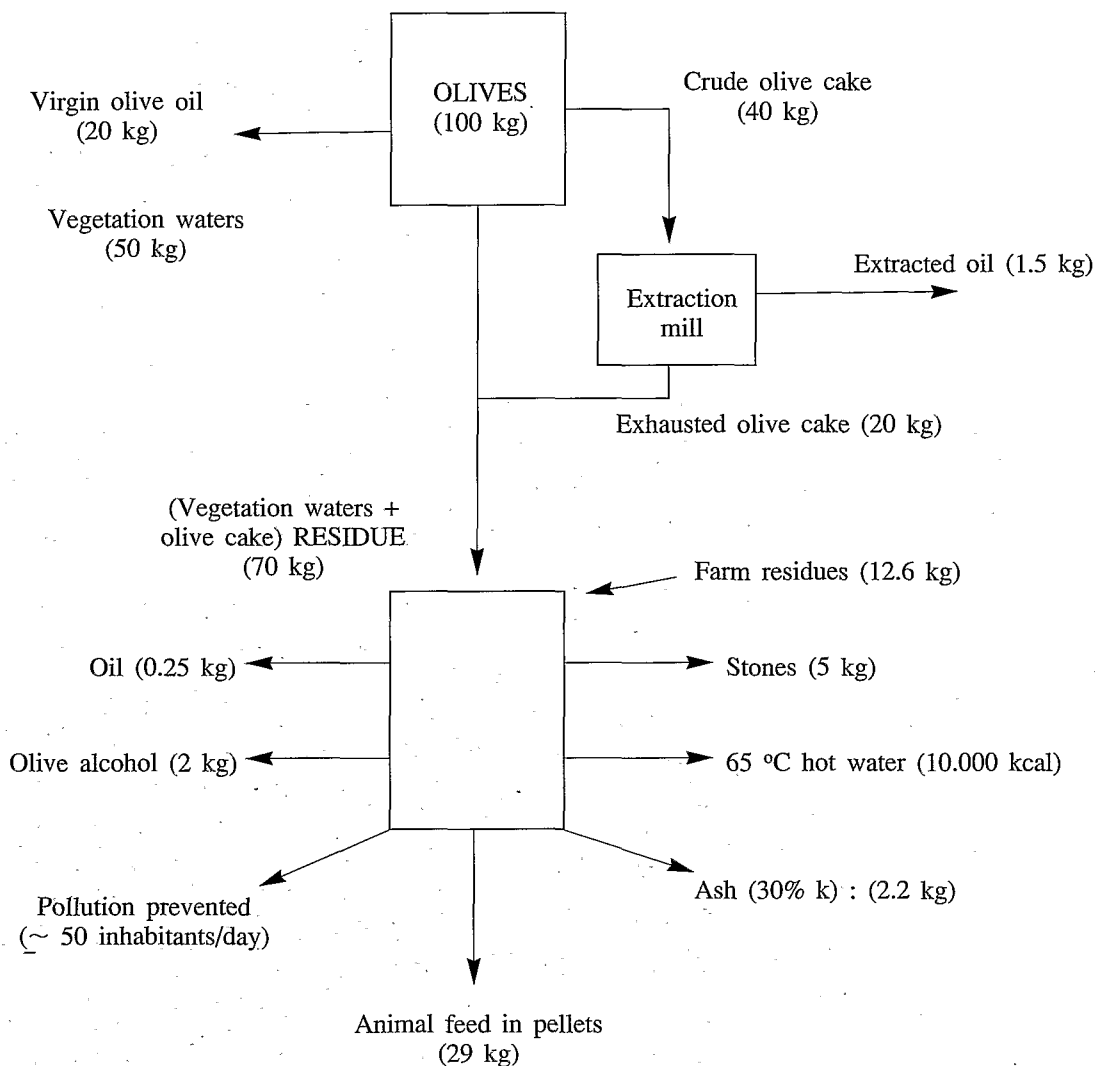 OLIVES
(100 kg)
Crude olive cake
(40 kg)
Virgin olive oil
(20 kg)
Vegetation waters
(50 kg)
Extracted oil (1.5 kg)
Extraction
mill
Exhausted olive cake (20 kg)
(Vegetation waters +
olive cake) RESIDUE
(70 kg)
Farm residues (12.6 kg)
Oil (0.25 kg)
Stones (5 kg)
Olive alcohol (2 kg)
65 ºC hot water (10.000 kcal)
Ash (30% k) : (2.2 kg)
Pollution prevented
(~ 50 inhabitants/day)
Animal feed in pellets
(29 kg)